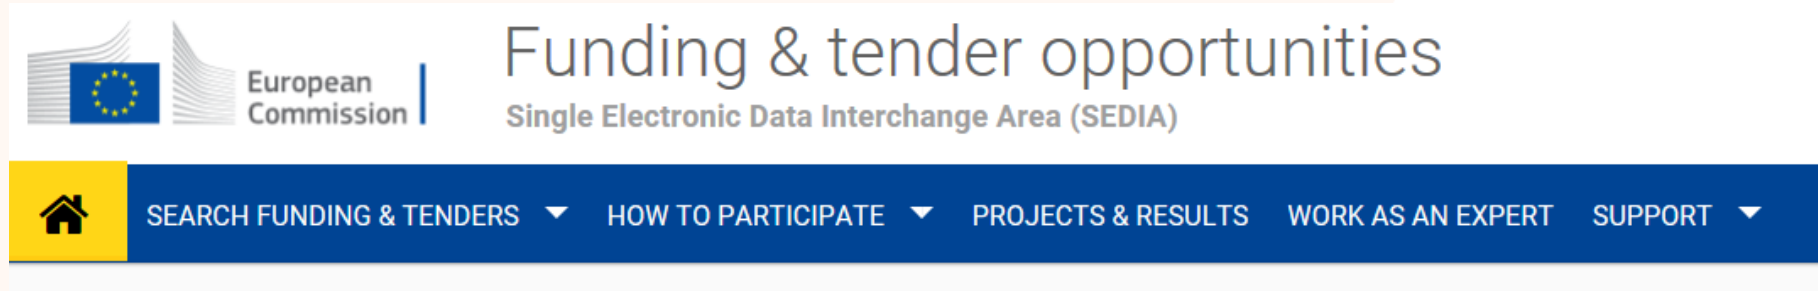 European
Commission
Funding & tender opportunities
Single Electronic Data Interchange Area (SEDIA)
SEARCH FUNDING & TENDERS HOW TO PARTICIPATE PROJECTS & RESULTS WORK AS AN EXPERT SUPPORT